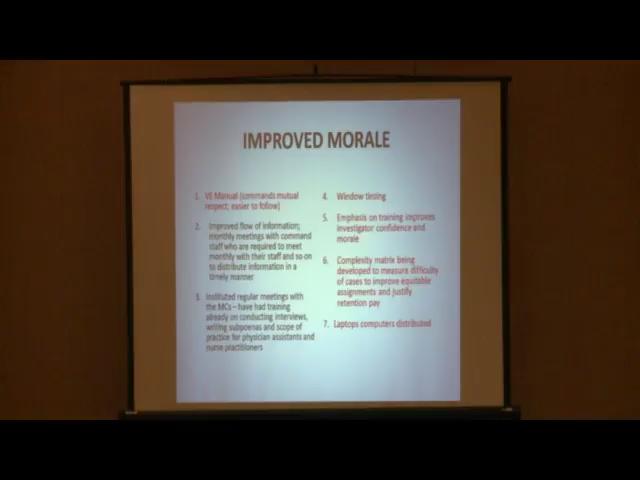 IMPROVED MORALE
1. VE Manual (commands mutual
respect; easier to follow)
2. Improved flow of information;
monthly meetings with command
staff who are required to meet
monthly with their staff and so on
to distribute information in a
timely manner
3. Instituted regular meetings with
the MCs – have had training
already on conducting interviews,
writing subpoenas and scope of
practice for physician assistants and
nurse practitioners
4. Window tinting
5. Emphasis on training improves
investigator confidence and
morale
6. Complexity matrix being
developed to measure difficulty
of cases to improve equitable
assignments and justify
retention pay
7. Laptops computers distributed